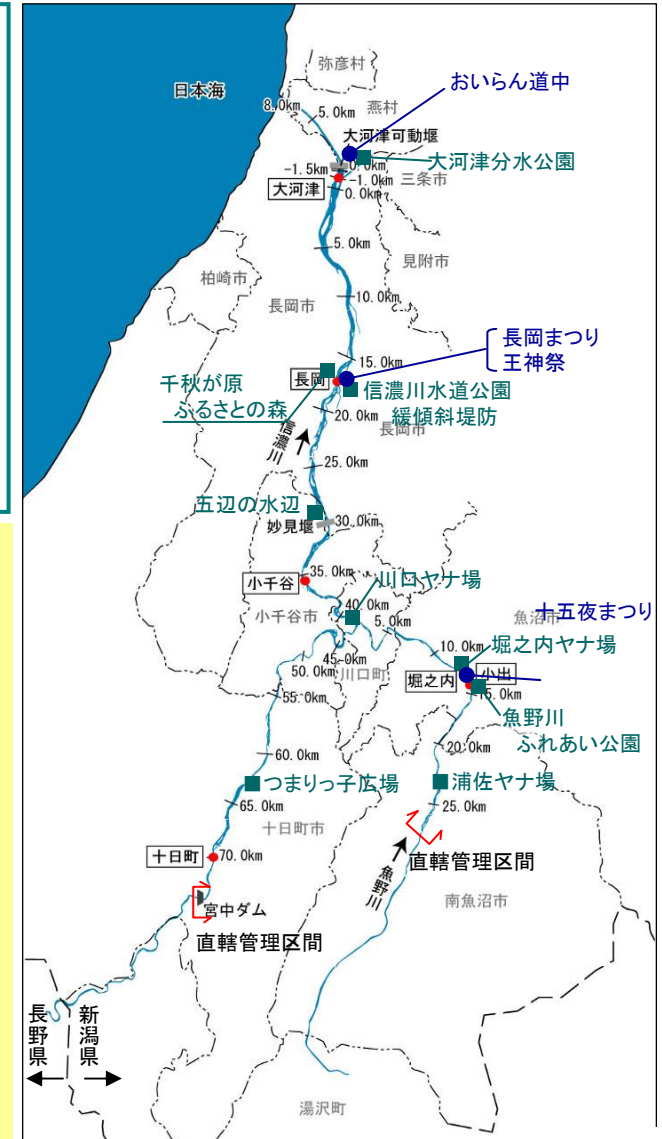 弥彦村
日本海
おいらん道中
8.0km
5.0km
燕村
大河津可動堰
0.0km
大河津分水公園
-1.5km
-1.0km
三条市
大河津
0.0km
5.0km
見附市
柏崎市
長岡市
10.0km
長岡まつり
王神祭
15.0km
千秋が原
ふるさとの森
長岡
信濃川水道公園
緩傾斜堤防
20.0km
長岡市
信濃川
25.0km
五辺の水辺
妙見堰
30.0km
35.0km
小千谷
川口ヤナ場
小千谷市
40.0km
5.0km
魚沼市
十五夜まつり
45.0km
10.0km
堀之内ヤナ場
50.0km
川口町
堀之内
小出
15.0km
55.0km
魚野川
ふれあい公園
20.0km
60.0km
つまりっ子広場
浦佐ヤナ場
65.0km
25.0km
十日町市
十日町
70.0km
直轄管理区間
魚野川
南魚沼市
宮中ダム
直轄管理区間
長野県
新潟県
湯沢町